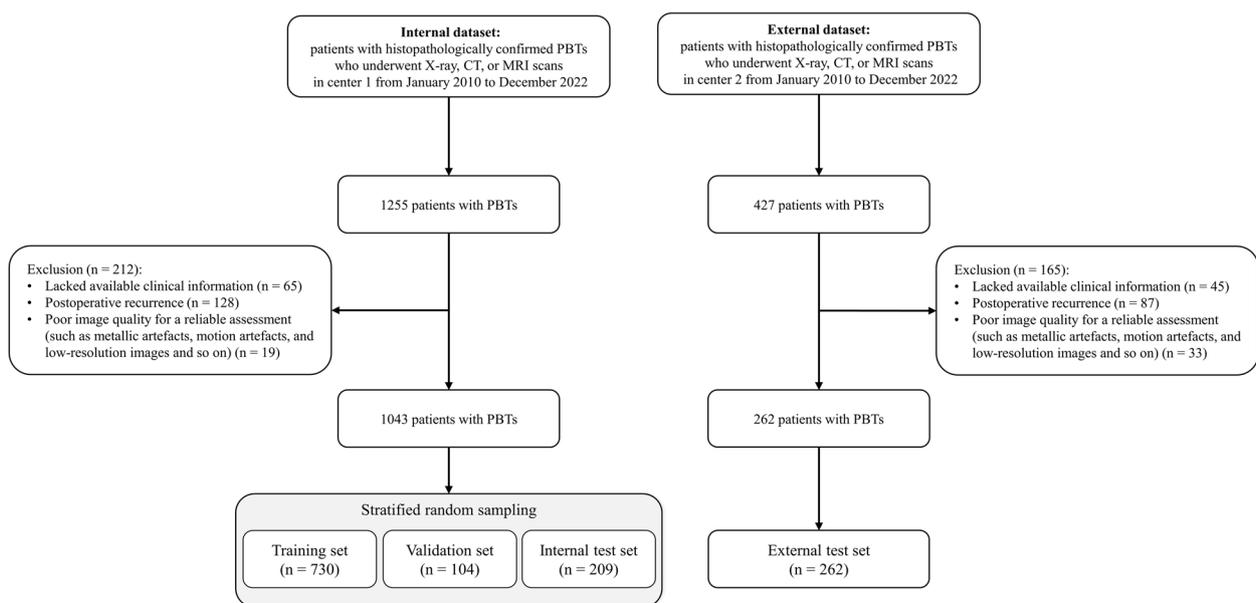 Internal dataset:
patients with histopathologically confirmed PBTs
who underwent X-ray, CT, or MRI scans
in center 1 from January 2010 to December 2022
External dataset:
patients with histopathologically confirmed PBTs
who underwent X-ray, CT, or MRI scans
in center 2 from January 2010 to December 2022
1255 patients with PBTs
427 patients with PBTs
Exclusion (n = 212):
• Lacked available clinical information (n = 65)
• Postoperative recurrence (n = 128)
• Poor image quality for a reliable assessment
(such as metallic artefacts, motion artefacts, and
low-resolution images and so on) (n = 19)
Exclusion (n = 165):
• Lacked available clinical information (n = 45)
• Postoperative recurrence (n = 87)
• Poor image quality for a reliable assessment
(such as metallic artefacts, motion artefacts, and
low-resolution images and so on) (n = 33)
1043 patients with PBTs
262 patients with PBTs
Stratified random sampling
Training set
(n = 730)
Validation set
(n = 104)
Internal test set
(n = 209)
External test set
(n = 262)